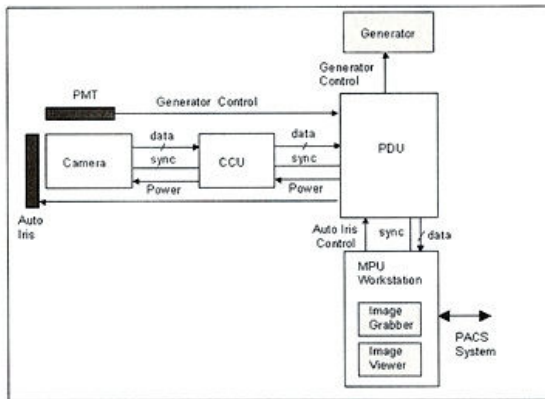 Generator
Generator
Control
PMT
Generator Control
data
data
PDU
Camera
sync
CCU
sync
Power
Power
Auto
Iris
Auto Iris
Control
sync
data
MPU
Workstation
Image
Grabber
Image
Viewer
PACS
System